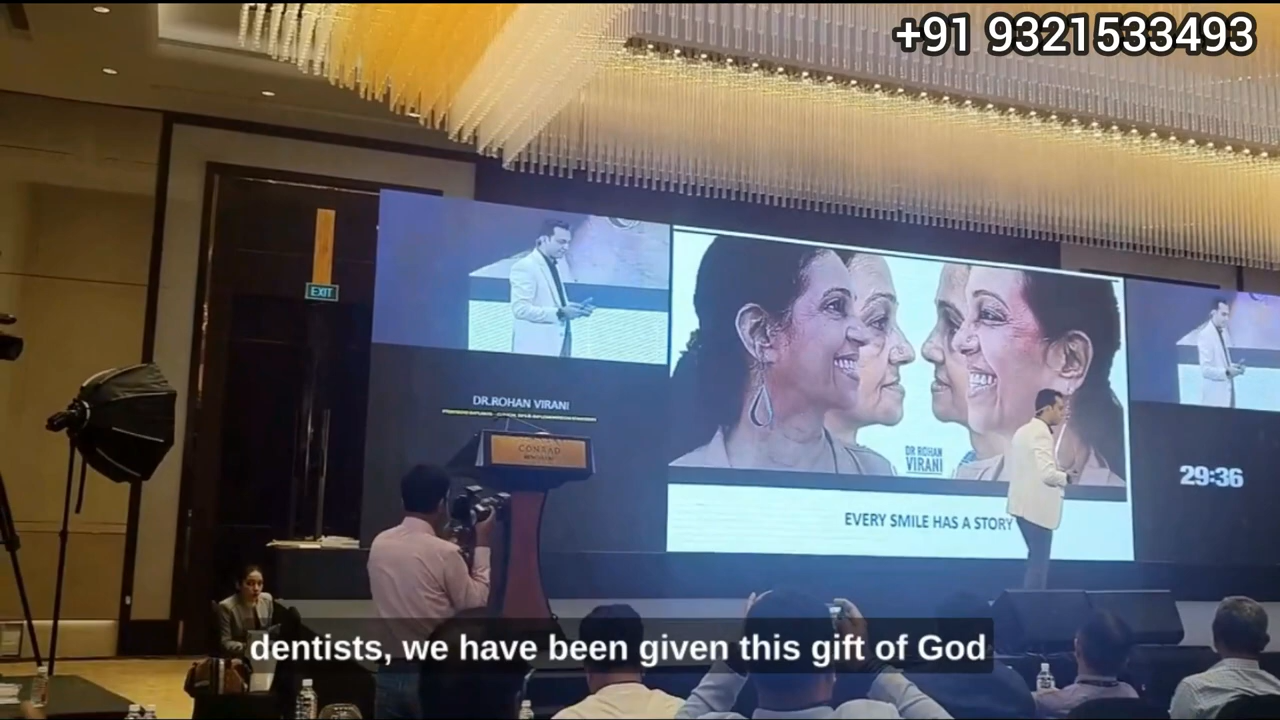 +91 9321533493
EXIT
DR.ROHAN VIRANI
CONRAD
DR ROHAN
VIRANI
29:36
EVERY SMILE HAS A STORY
dentists, we have been given this gift of God